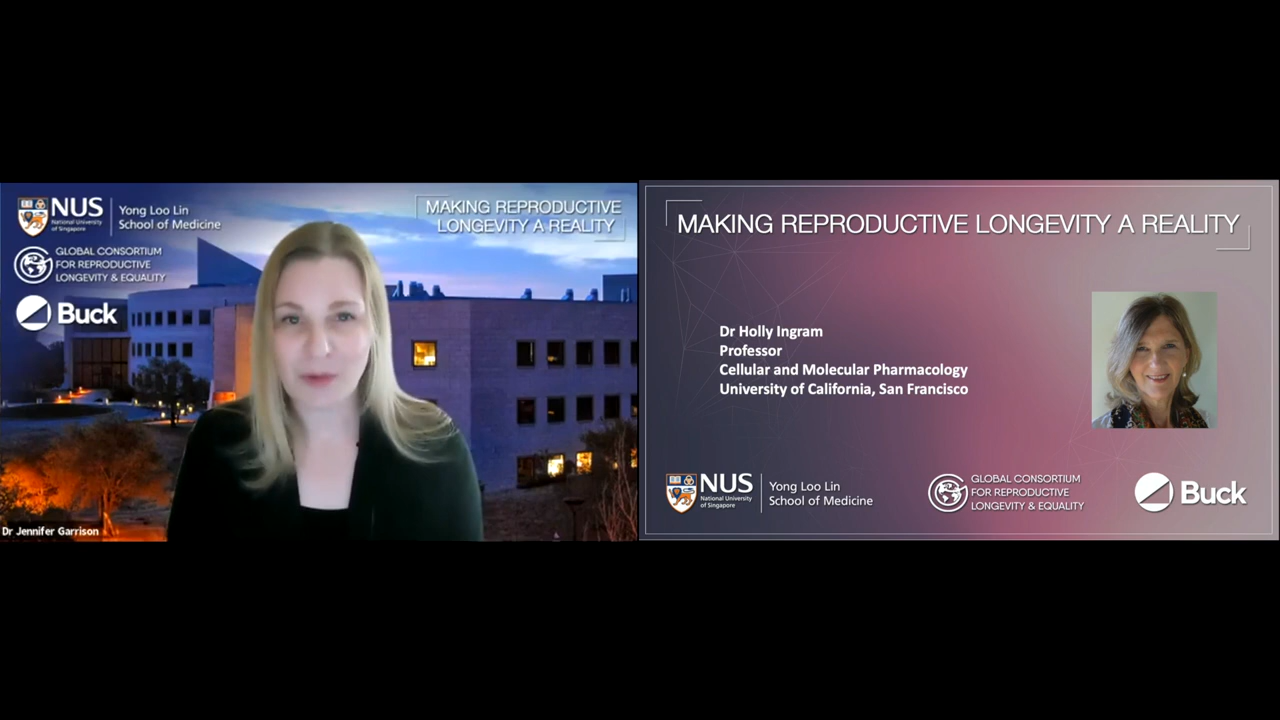 NUS
National University
of Singapore
Yong Loo Lin
School of Medicine
GLOBAL CONSORTIUM
FOR REPRODUCTIVE
LONGEVITY & EQUALITY
Buck
MAKING REPRODUCTIVE
LONGEVITY A REALITY
Dr Jennifer Garrison
MAKING REPRODUCTIVE LONGEVITY A REALITY
Dr Holly Ingram
Professor
Cellular and Molecular Pharmacology
University of California, San Francisco
NUS
National University
of Singapore
Yong Loo Lin
School of Medicine
GLOBAL CONSORTIUM
FOR REPRODUCTIVE
LONGEVITY & EQUALITY
Buck